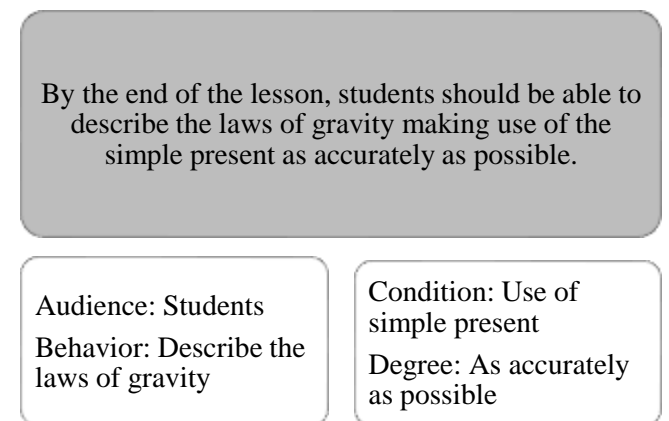 By the end of the lesson, students should be able to
describe the laws of gravity making use of the
simple present as accurately as possible.
Audience: Students
Behavior: Describe the
laws of gravity
Condition: Use of
simple present
Degree: As accurately
as possible